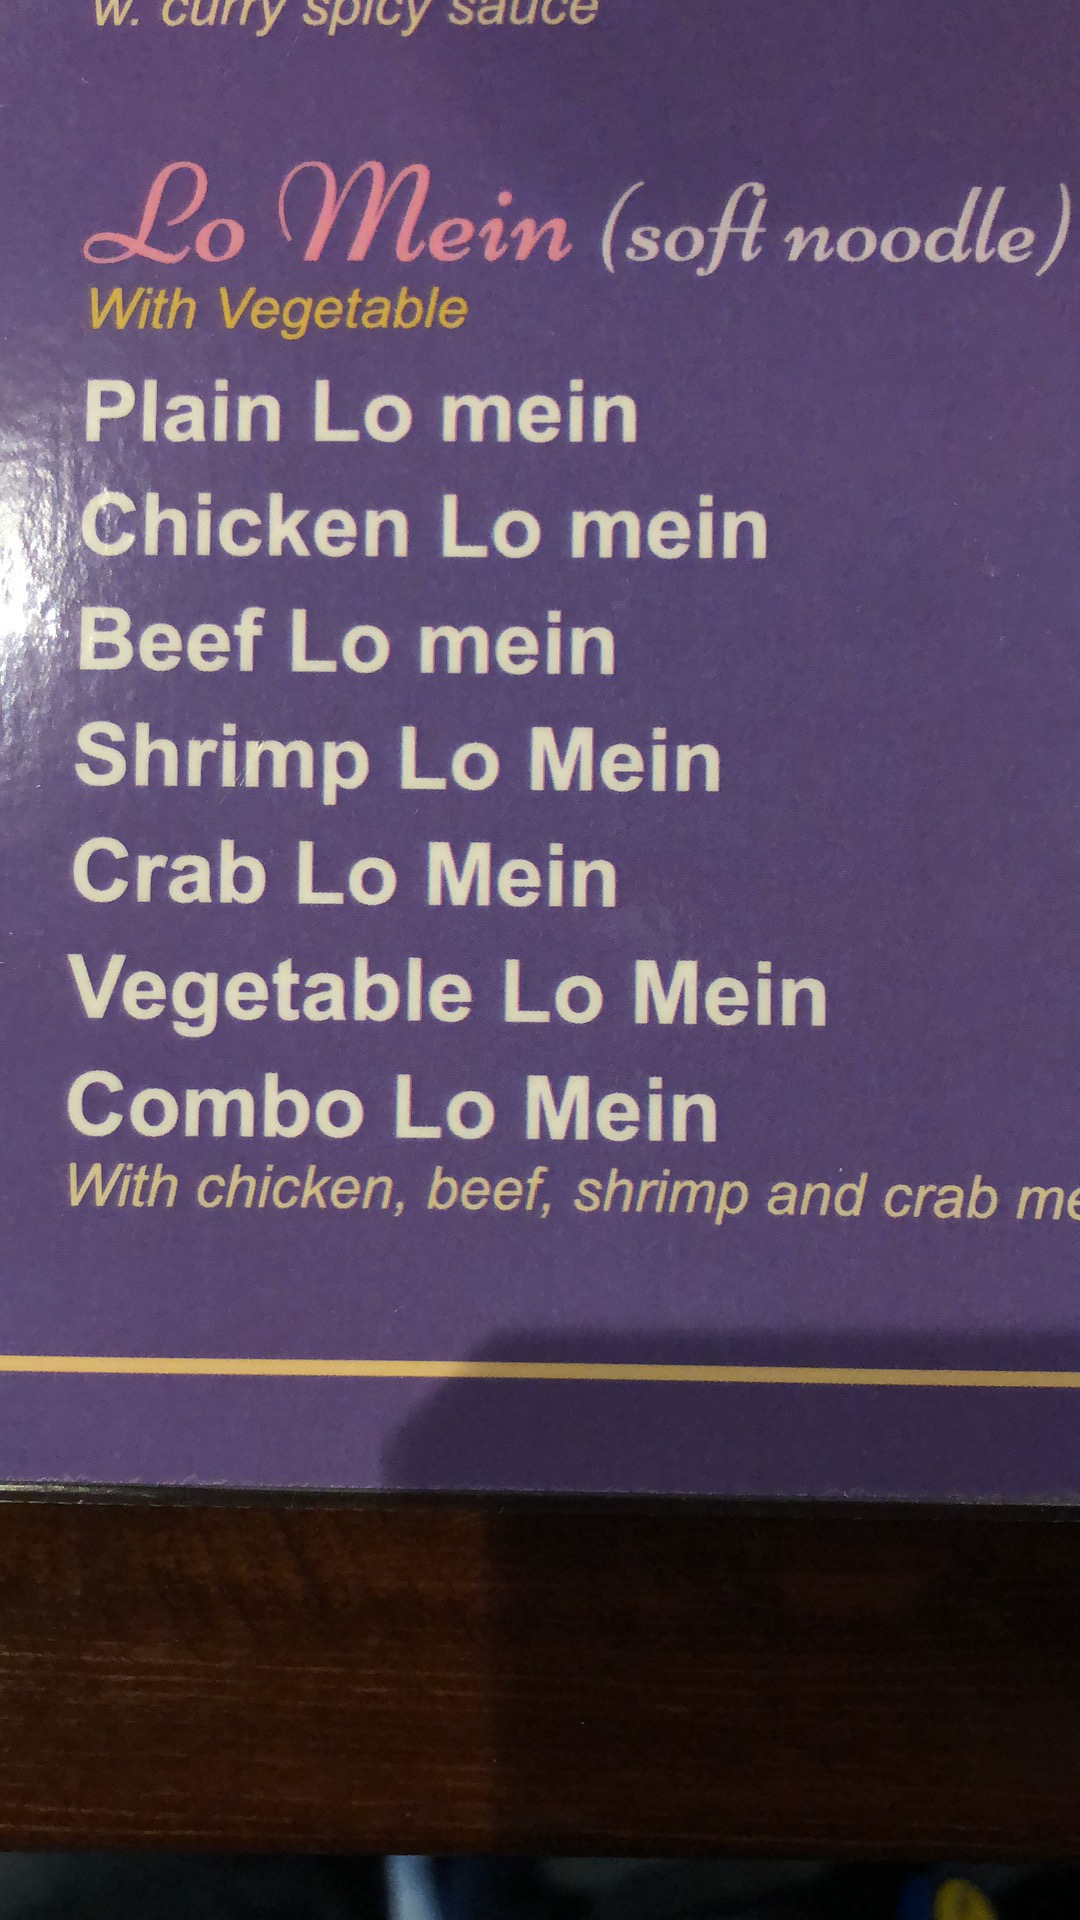 w. curry spicy sauce
Lo Mein (soft noodle)
With Vegetable
Plain Lo mein
Chicken Lo mein
Beef Lo mein
Shrimp Lo Mein
Crab Lo Mein
Vegetable Lo Mein
Combo Lo Mein
With chicken, beef, shrimp and crab